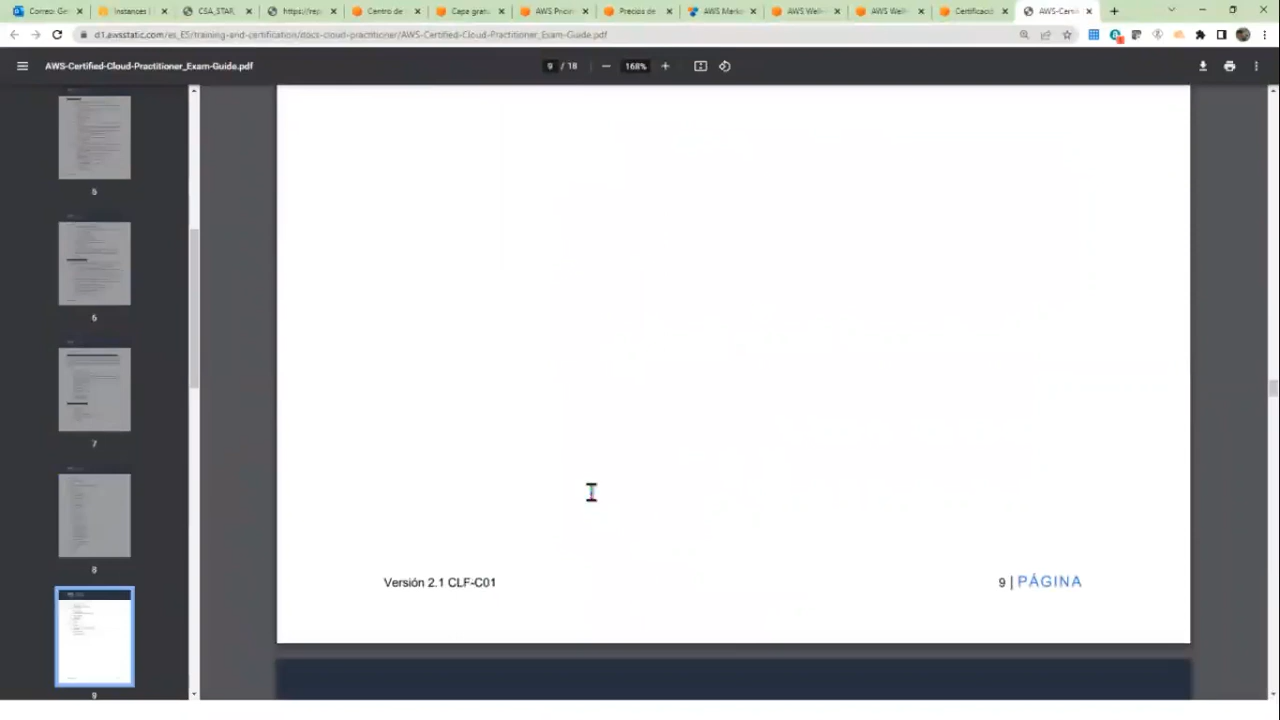 Correo: Ge
Instances |
CSA_STAR_
https://rep
Centro de
Capa grat
AWS Pricin
Precios de
AWS Marke
AWS Well-
AWS Well-
Certificaci
AWS-Certi
d1.awsstatic.com/es_ES/training-and-certification/docs-cloud-practitioner/AWS-Certified-Cloud-Practitioner_Exam-Guide.pdf
AWS-Certified-Cloud-Practitioner_Exam-Guide.pdf
9 / 18
168%
5
6
7
8
9
Versión 2.1 CLF-C01
9 | PÁGINA